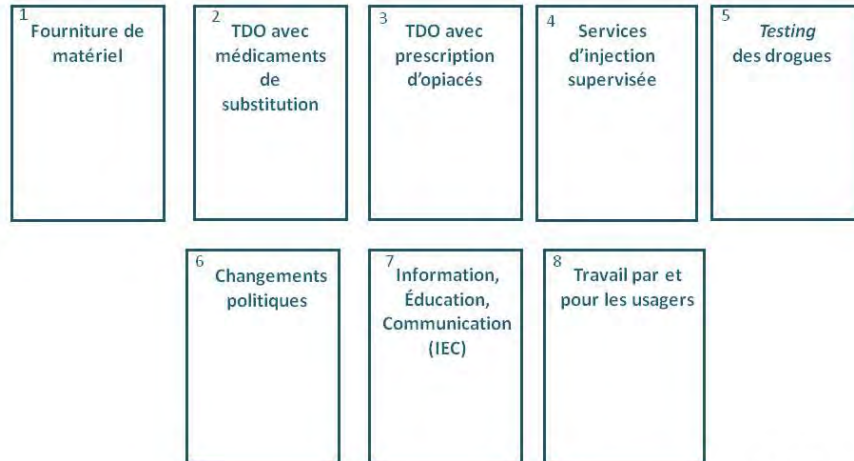 1
Fourniture de
matériel
2
TDO avec
médicaments
de
substitution
3
TDO avec
prescription
d'opiacés
4
Services
d'injection
supervisée
5
Testing
des drogues
6
Changements
politiques
7
Information,
Éducation,
Communication
(IEC)
8
Travail par et
pour les usagers